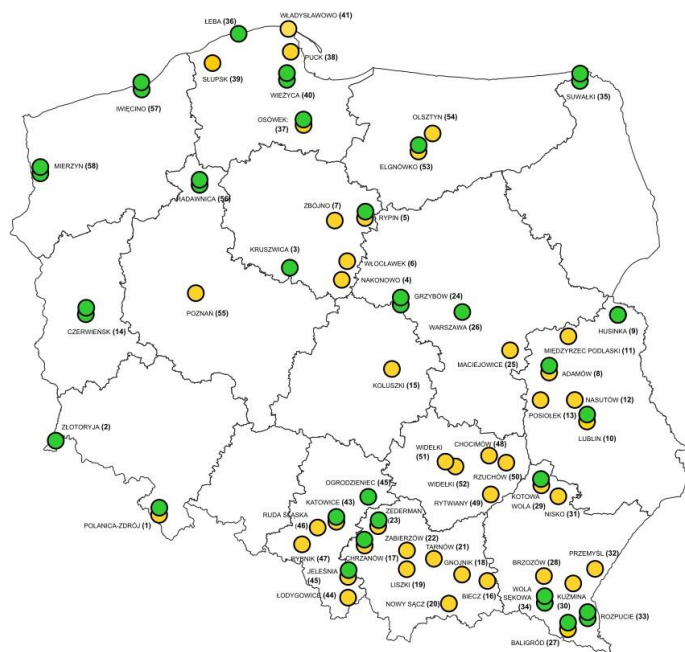 ŁEBA (36)
WŁADYSŁAWOWO (41)
PUCK (38)
SŁUPSK (39)
WIEŻYCA (40)
IWIĘCINO (57)
OSÓWEK:
(37)
SUWAŁKI (35)
OLSZTYN (54)
ELGNÓWKO (53)
MIERZYN (58)
RADAWNICA (56)
ZBÓJNO (7)
RYPIN (5)
KRUSZWICA (3)
WŁOCŁAWEK (6)
NAKONOWO (4)
POZNAŃ (55)
CZERWIEŃSK (14)
GRZYBÓW (24)
WARSZAWA (26)
HUSINKA (9)
MIĘDZYRZEC PODLASKI (11)
MACIEJOWICE (25)
ADAMÓW (8)
KOLUSZKI (15)
NASUTÓW (12)
POSIOŁEK (13)
LUBLIN (10)
ZŁOTORYJA (2)
CHOCIMÓW (48)
WIDEŁKI
(51)
RZUCHÓW (50)
WIDEŁKI
(52)
RYTWIANY (49)
OGRODZIENIEC (45)
KATOWICE (43)
ZEDERMAN
(23)
RUDA ŚLĄSKA
(46)
POLANICA-ZDRÓJ (1)
KOTOWA
WOLA (29)
NISKO (31)
ZABIERZÓW (22)
TARNÓW (21)
RYBNIK (47)
CHRZANÓW (17)
GNOJNIK (18)
JELEŚNIA
(45)
LISZKI (19)
BIECZ (16)
ŁODYGOWICE (44)
NOWY SĄCZ (20)
PRZEMYŚL (32)
BRZOZÓW (28)
WOLA
SĘKOWA
(34)
KUŹMINA
(30)
ROZPUCIE (33)
BALIGRÓD (27)